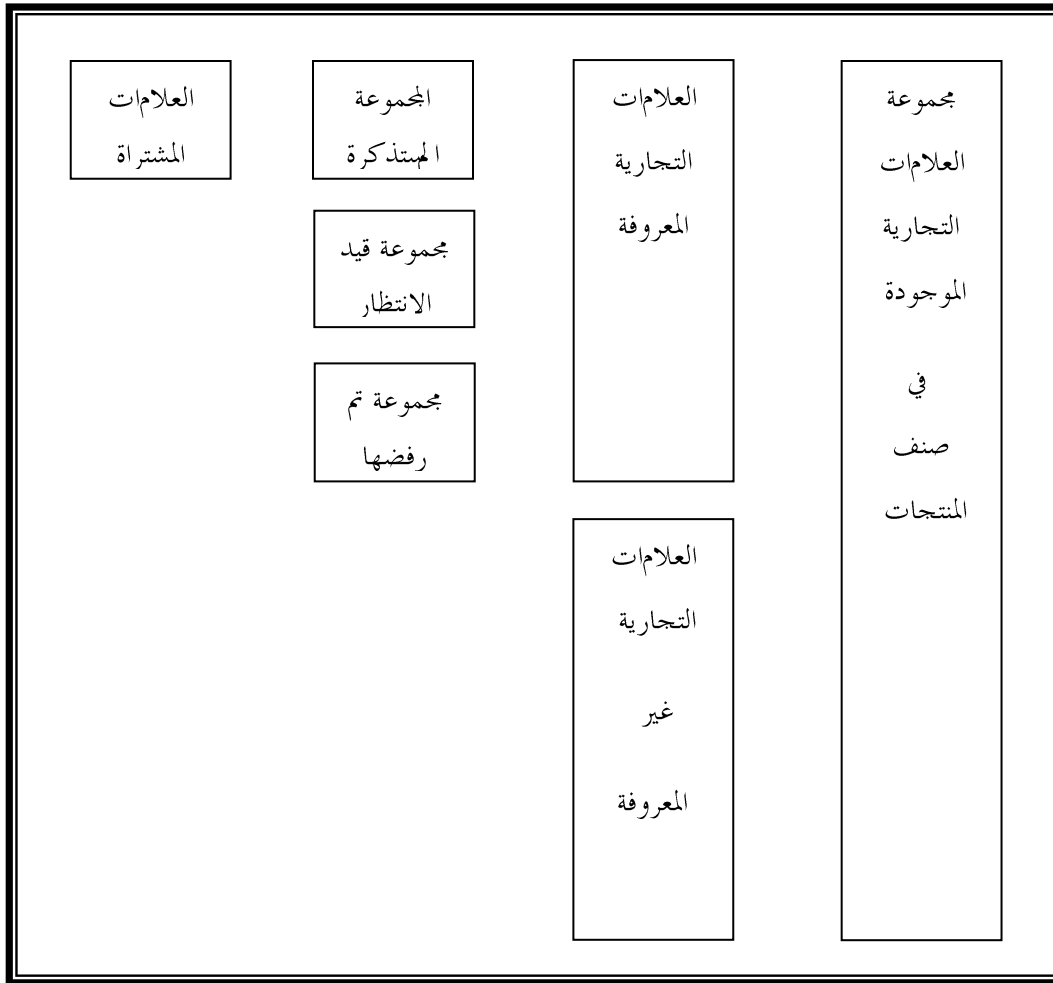 مجموعة
العلامات
التجارية
الموجودة
في
صنف
المنتجات
العلامات
التجارية
المعروفة
العلامات
التجارية
غير
المعروفة
المجموعة
المستذكرة
مجموعة قيد
الانتظار
مجموعة تم
رفضها
العلامات
المشتراة